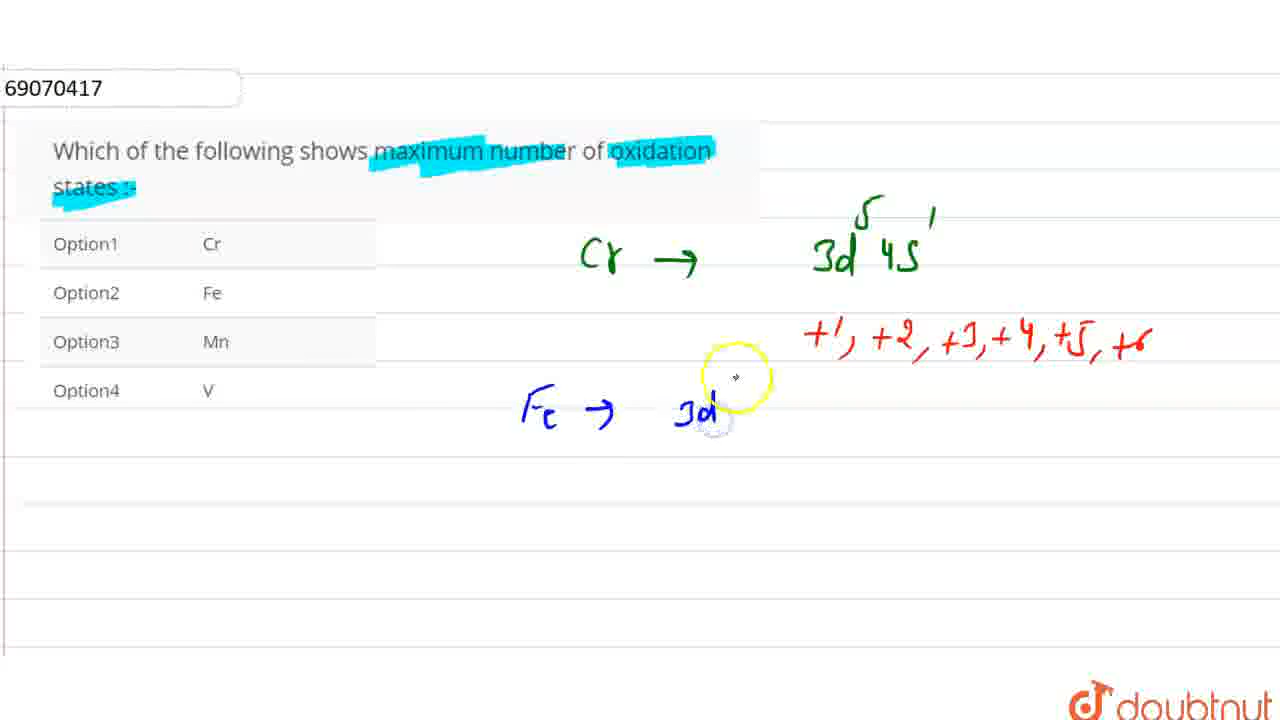 69070417
Which of the following shows maximum number of oxidation
states :-
Option1 Cr
Option2 Fe
Option3 Mn
Option4 V
Cr → 3d⁵ 4s¹
+1, +2, +3, +4, +5, +6
Fe → 3d
doubtnut